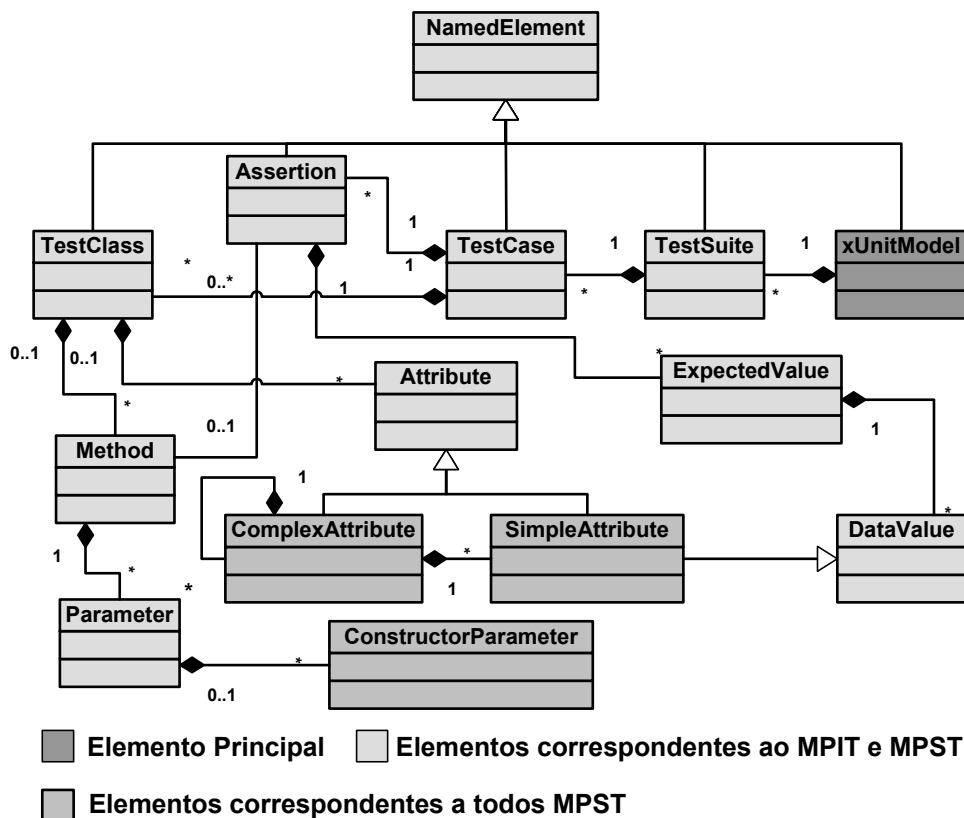 NamedElement
Assertion
*
1
TestClass
TestCase
TestSuite
xUnitModel
*
1
1
1
0..*
1
*
*
0..1
0..1
*
Attribute
*
ExpectedValue
*
0..1
1
Method
1
ComplexAttribute
SimpleAttribute
DataValue
*
*
1
1
*
*
Parameter
ConstructorParameter
*
0..1
Elemento Principal
Elementos correspondentes ao MPIT e MPST
Elementos correspondentes a todos MPST